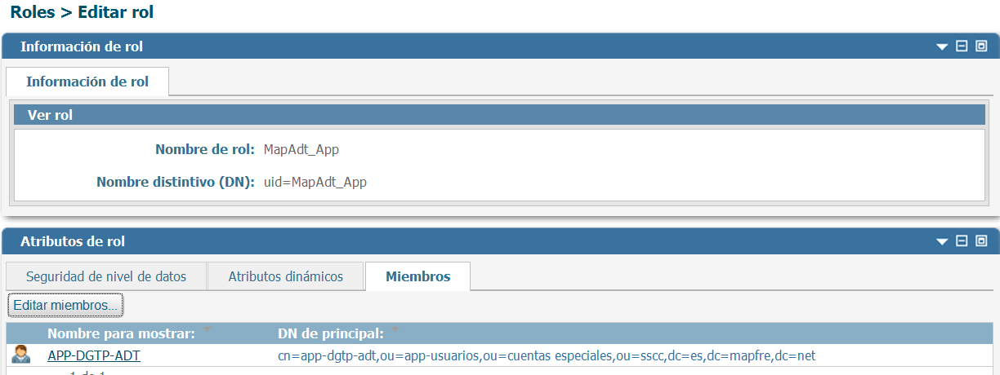 Roles > Editar rol
Información de rol
Información de rol
Ver rol
Nombre de rol: MapAdt_App
Nombre distintivo (DN): uid=MapAdt_App
Atributos de rol
Seguridad de nivel de datos Atributos dinámicos Miembros
Editar miembros...
Nombre para mostrar: DN de principal:
APP-DGTP-ADT cn=app-dgtp-adt,ou=app-usuarios,ou=cuentas especiales,ou=sscc,dc=es,dc=mapfre,dc=net
1 de 1